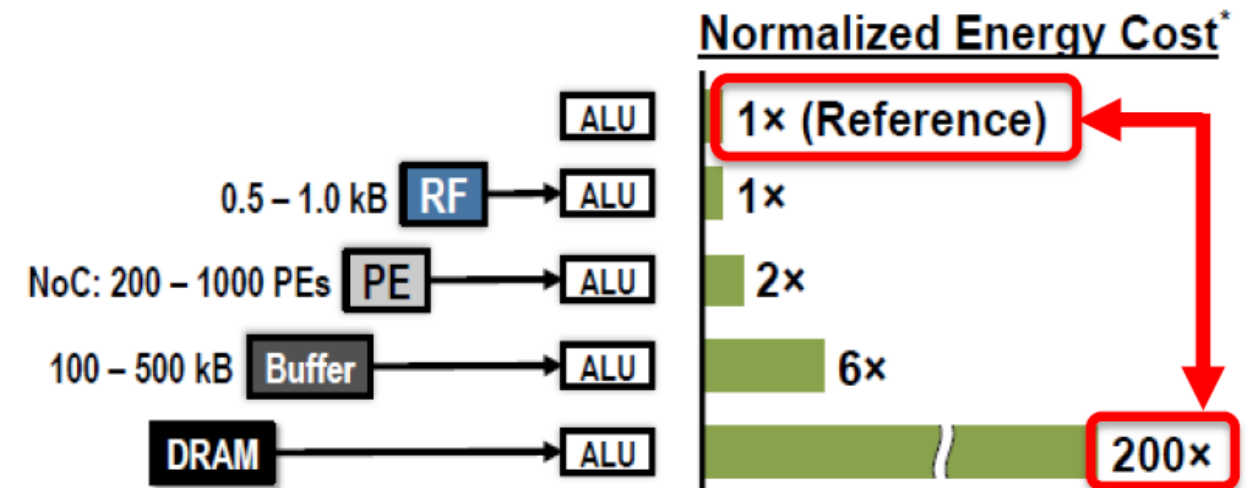 Normalized Energy Cost*
ALU 1× (Reference)
0.5 – 1.0 kB RF ALU 1×
NoC: 200 – 1000 PEs PE ALU 2×
100 – 500 kB Buffer ALU 6×
DRAM ALU 200×